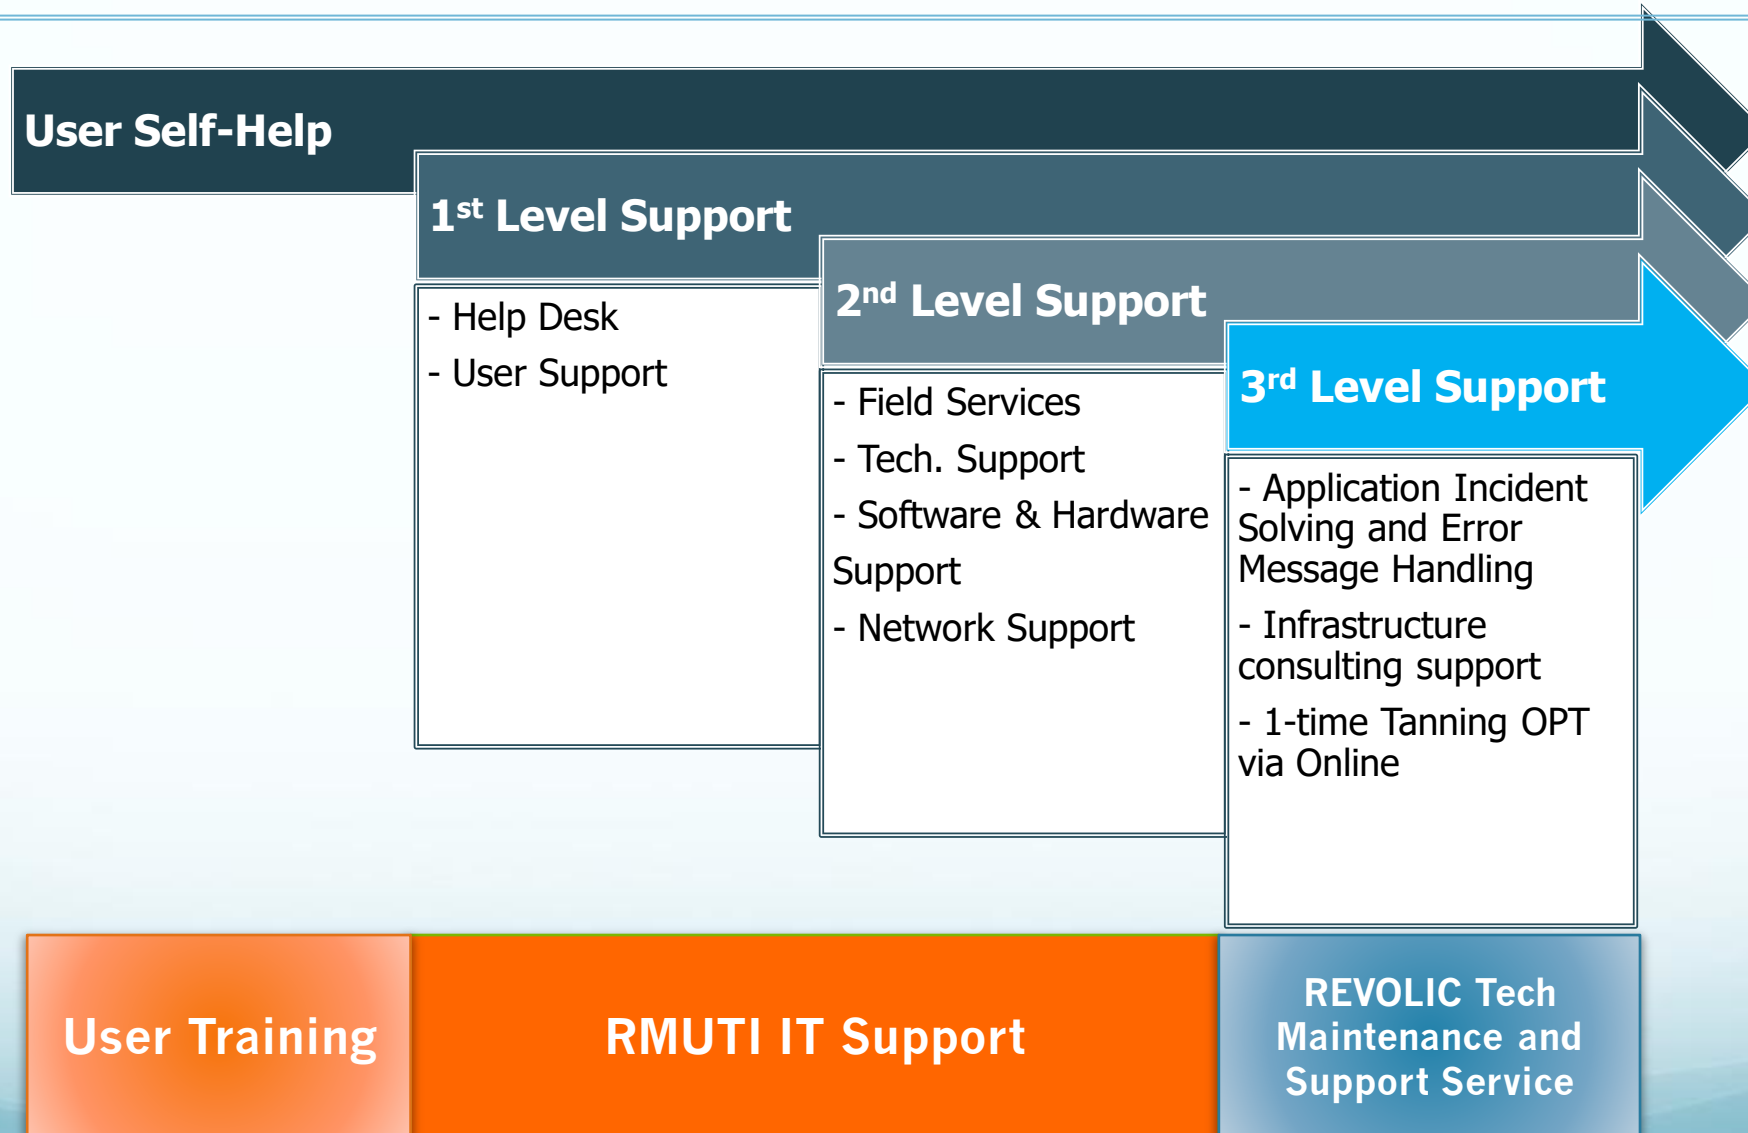 User Self-Help
1st Level Support
- Help Desk
- User Support
2nd Level Support
- Field Services
- Tech. Support
- Software & Hardware
Support
- Network Support
3rd Level Support
- Application Incident
Solving and Error
Message Handling
- Infrastructure
consulting support
- 1-time Tanning OPT
via Online
User Training
RMUTI IT Support
REVOLIC Tech
Maintenance and
Support Service